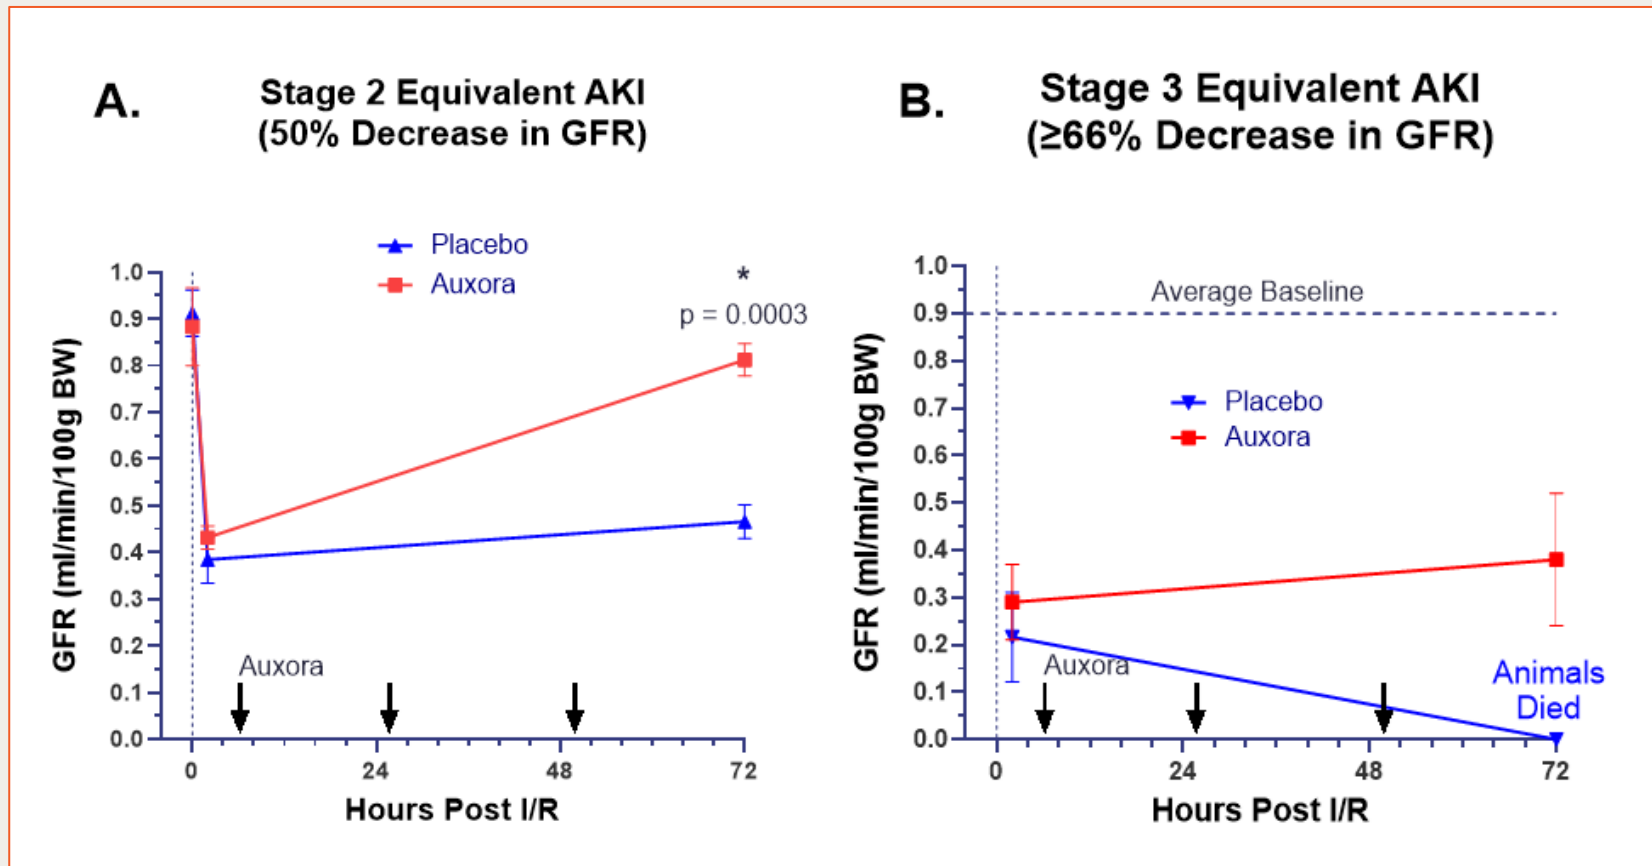 A.
Stage 2 Equivalent AKI
(50% Decrease in GFR)
Placebo
Auxora
*
p = 0.0003
GFR (ml/min/100g BW)
1.0
0.9
0.8
0.7
0.6
0.5
0.4
0.3
0.2
0.1
0.0
Auxora
0
24
48
72
Hours Post I/R
B.
Stage 3 Equivalent AKI
(≥66% Decrease in GFR)
Average Baseline
Placebo
Auxora
GFR (ml/min/100g BW)
1.0
0.9
0.8
0.7
0.6
0.5
0.4
0.3
0.2
0.1
0.0
Auxora
Animals
Died
0
24
48
72
Hours Post I/R